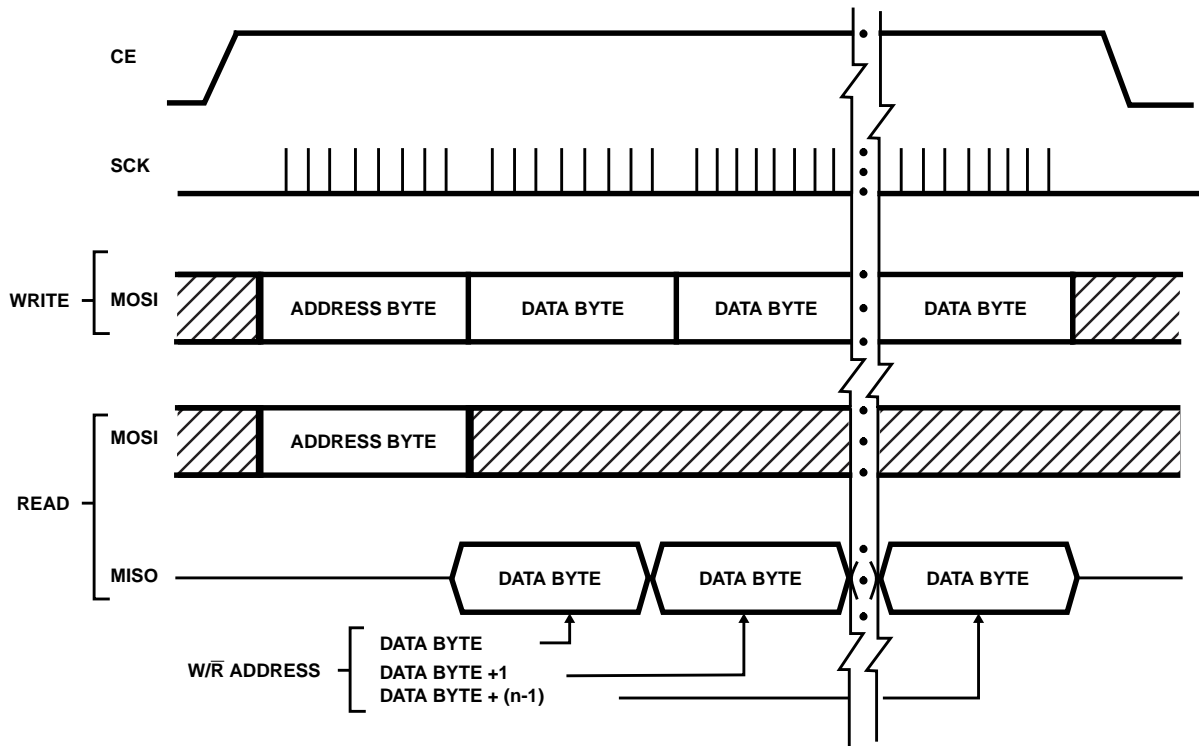 CE
SCK
WRITE
MOSI
ADDRESS BYTE
DATA BYTE
DATA BYTE
DATA BYTE
READ
MOSI
ADDRESS BYTE
MISO
DATA BYTE
DATA BYTE
DATA BYTE
W/R̅ ADDRESS
DATA BYTE
DATA BYTE +1
DATA BYTE + (n-1)